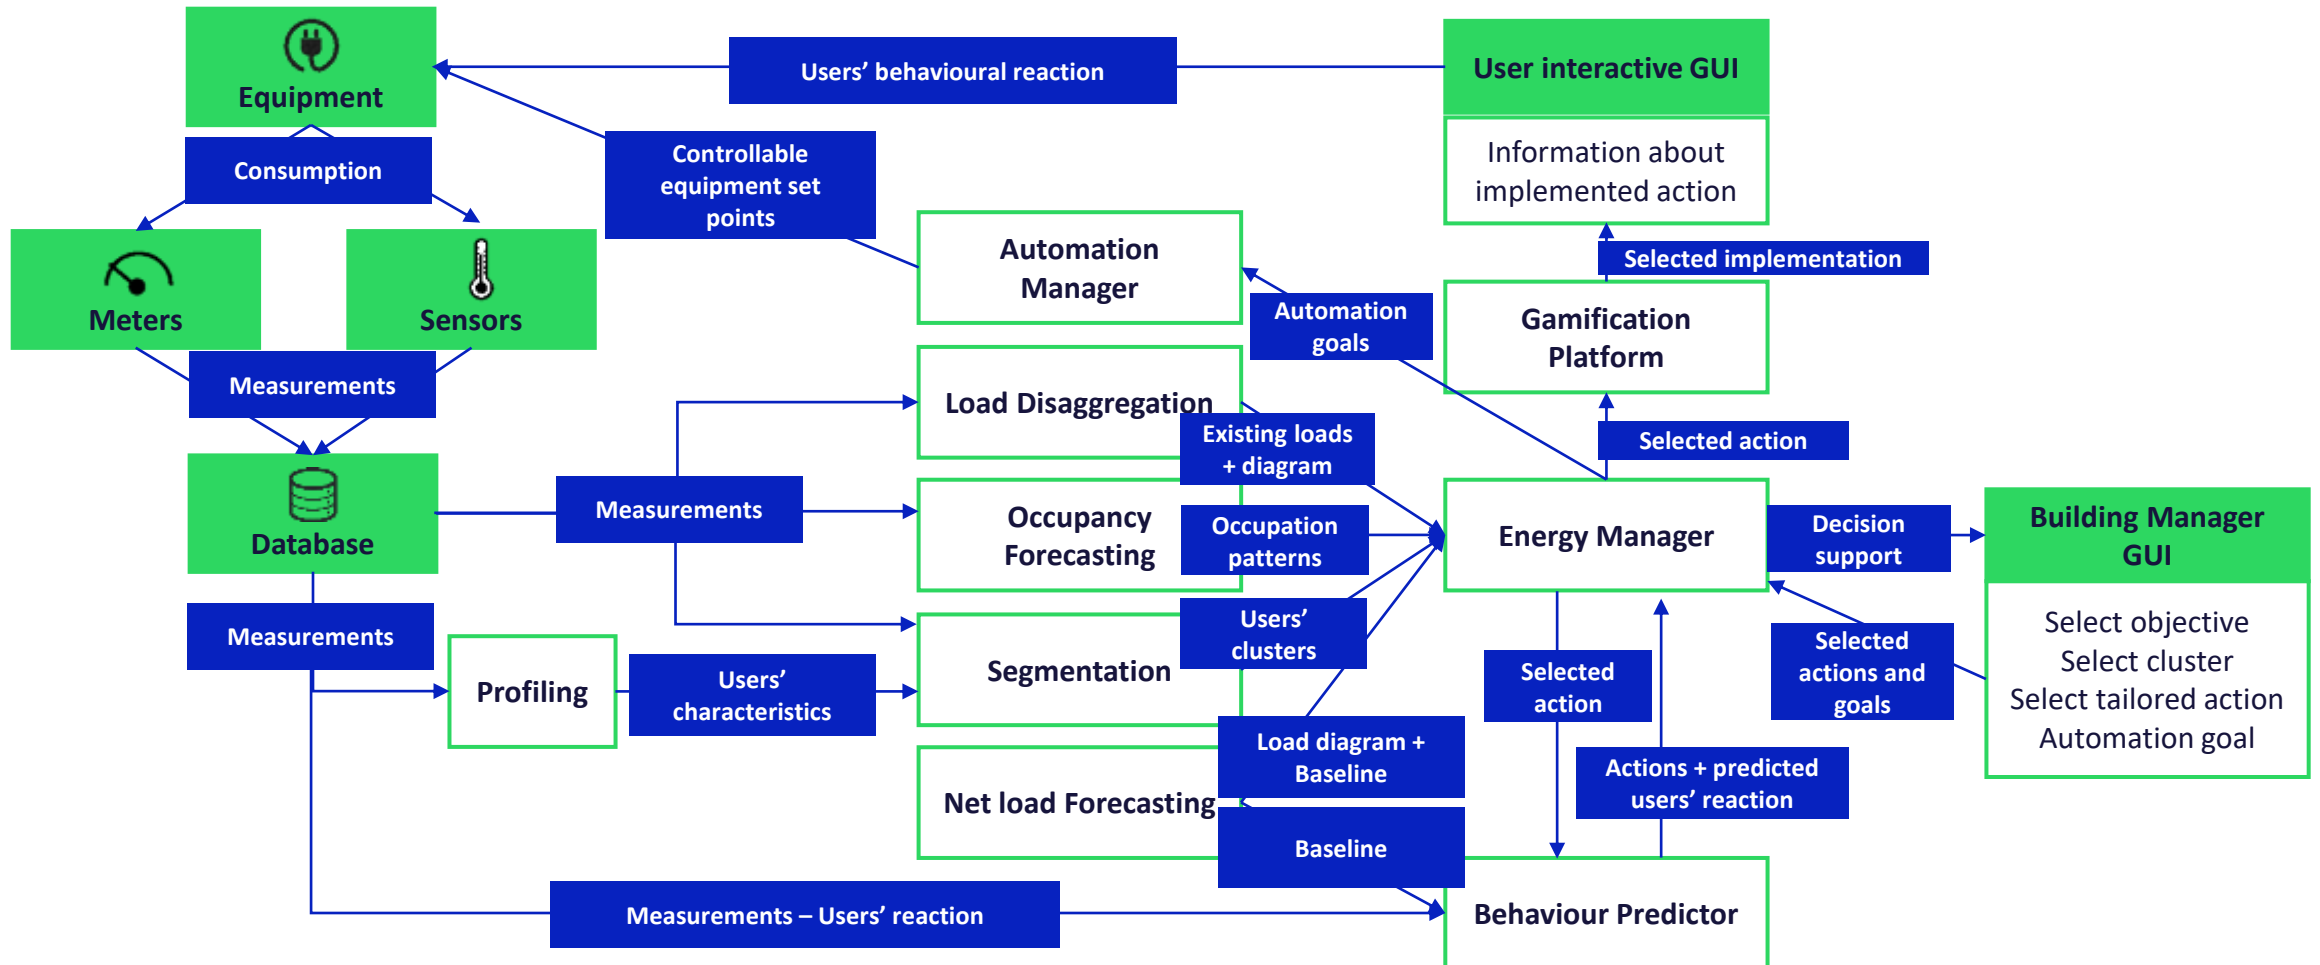 Equipment
Users’ behavioural reaction
User interactive GUI
Information about
implemented action
Consumption
Controllable
equipment set
points
Meters
Sensors
Automation
Manager
Selected implementation
Automation
goals
Gamification
Platform
Measurements
Load Disaggregation
Existing loads
+ diagram
Selected action
Database
Measurements
Occupancy
Forecasting
Occupation
patterns
Energy Manager
Decision
support
Building Manager
GUI
Select objective
Select cluster
Select tailored action
Automation goal
Measurements
Profiling
Users’
characteristics
Segmentation
Users’
clusters
Selected
action
Selected
actions and
goals
Net load Forecasting
Load diagram +
Baseline
Actions + predicted
users’ reaction
Baseline
Measurements – Users’ reaction
Behaviour Predictor